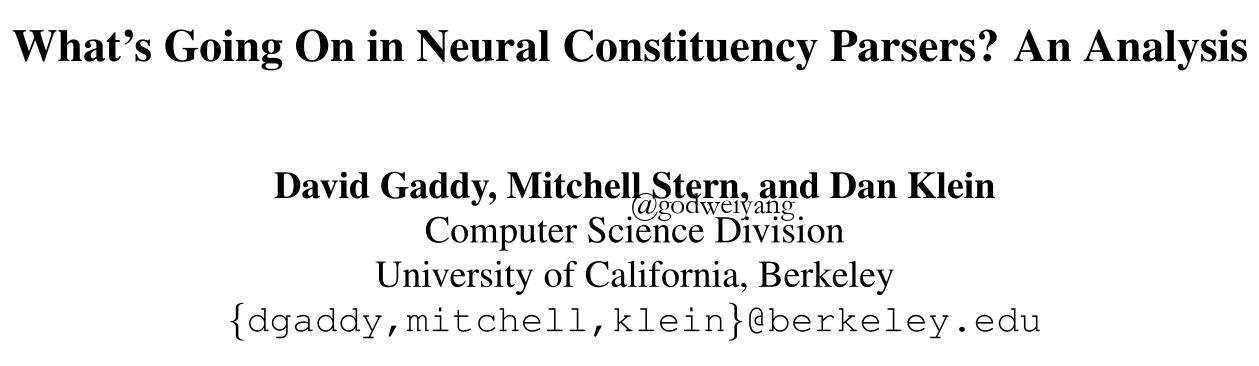 What's Going On in Neural Constituency Parsers? An Analysis
David Gaddy, Mitchell Stern, and Dan Klein
@godweiyang
Computer Science Division
University of California, Berkeley
{dgaddy,mitchell,klein}@berkeley.edu